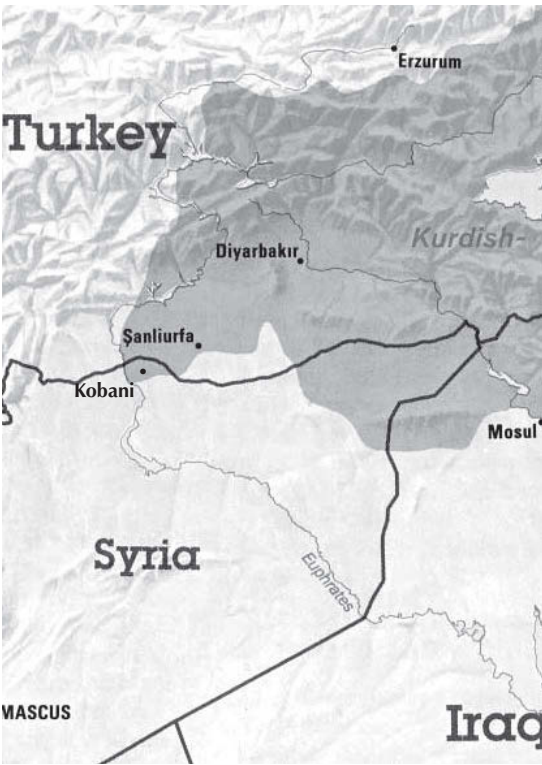 Erzurum
Turkey
Kurdish-
Diyarbakır
Şanliurfa
Kobani
Mosul
Syria
Euphrates
MASCUS
Iraq